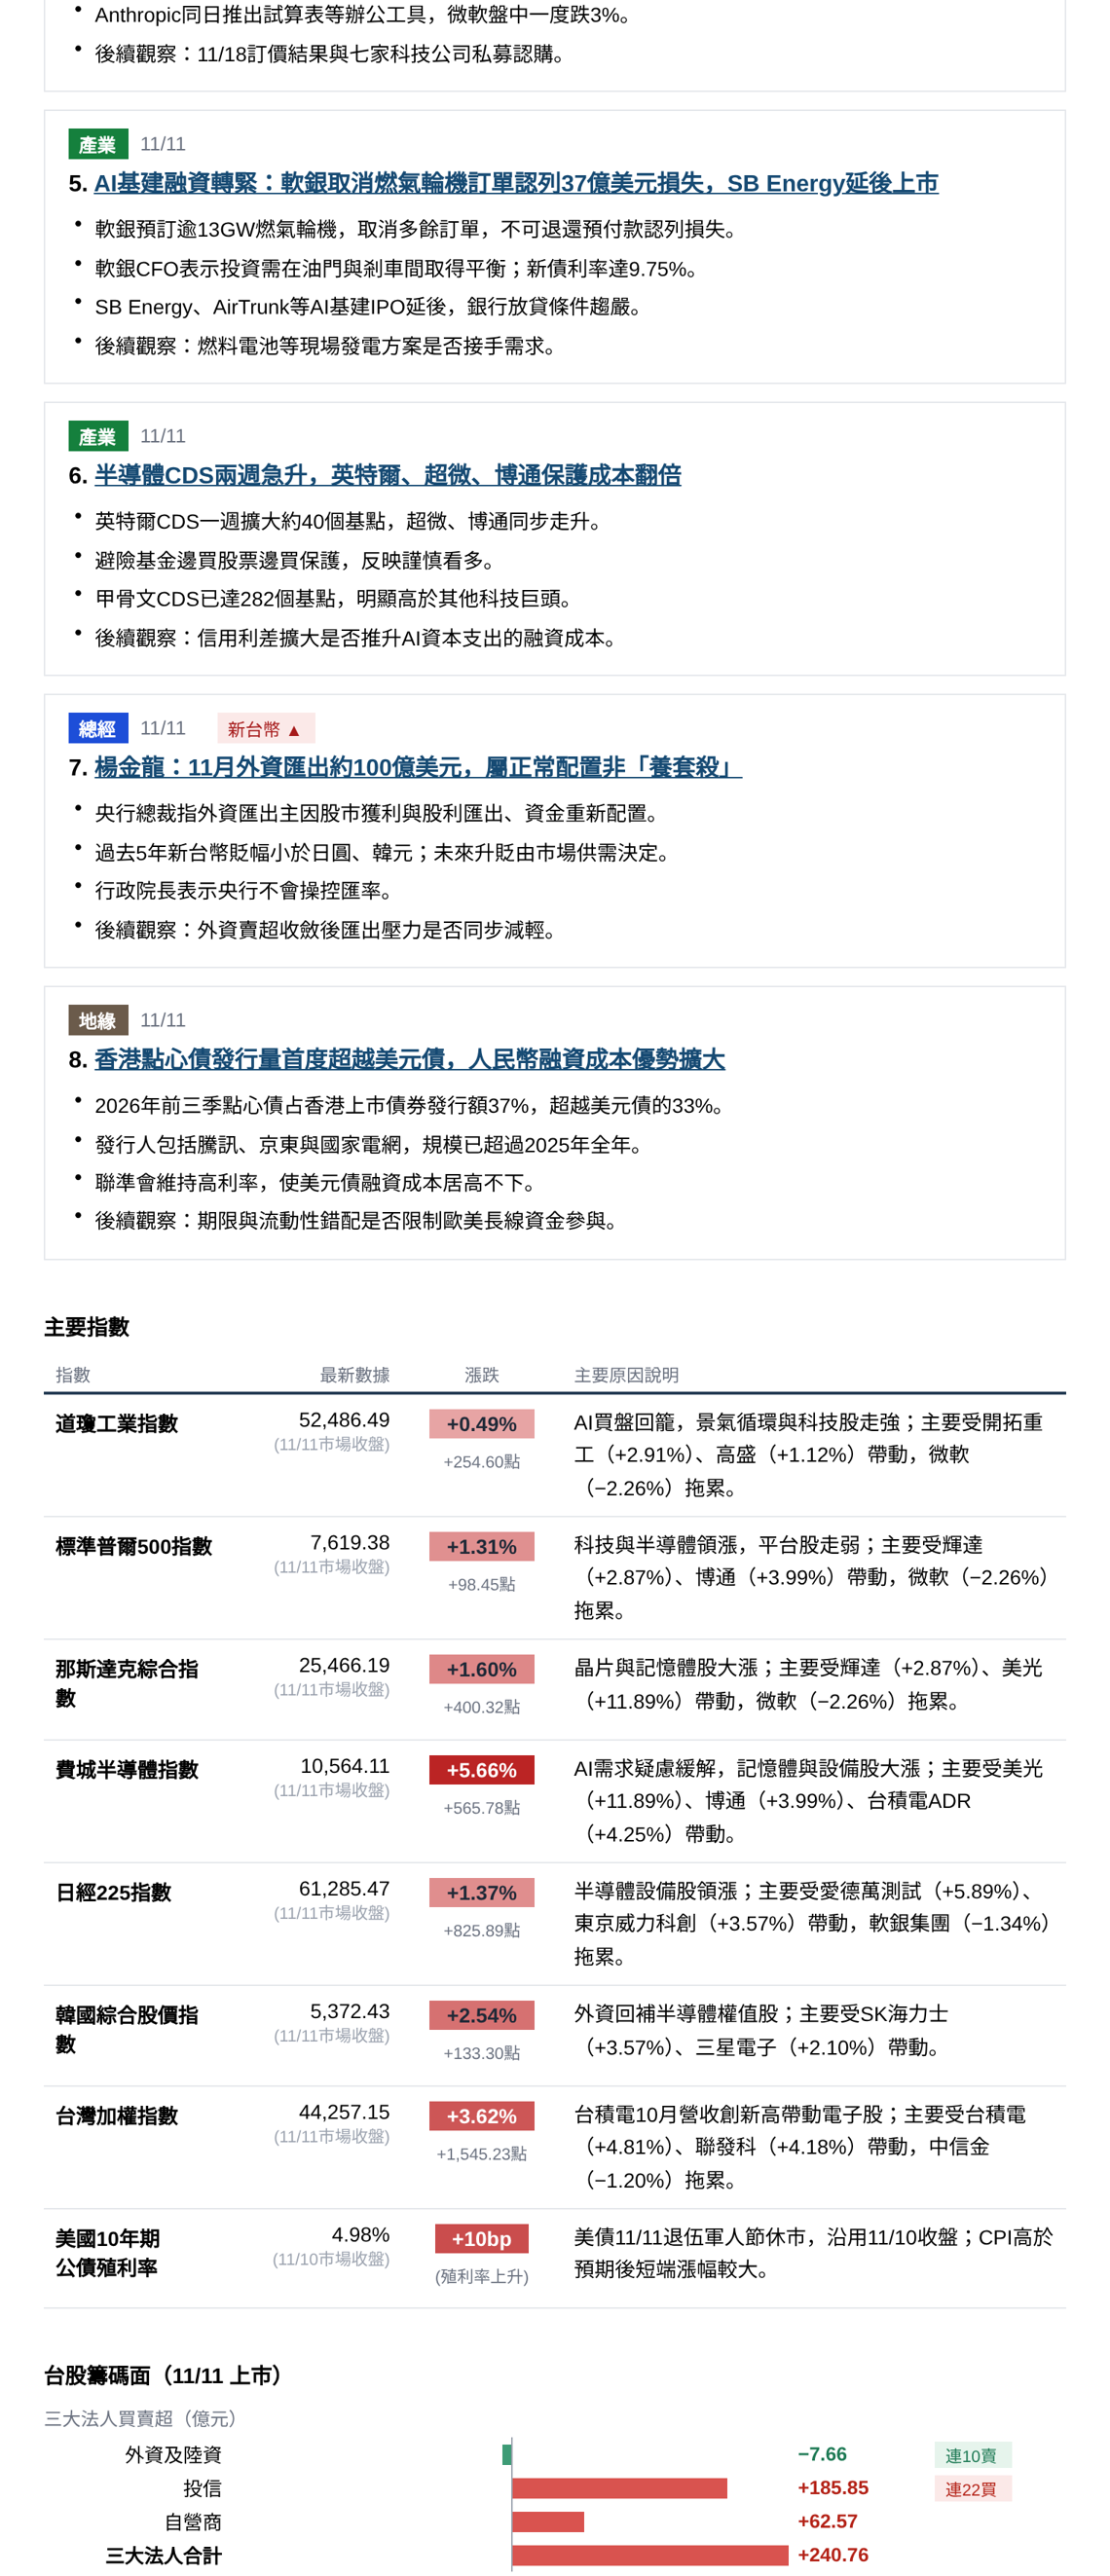 Anthropic同日推出試算表等辦公工具，微軟盤中一度跌3%。
後續觀察：11/18訂價結果與七家科技公司私募認購。
產業 11/11
5. AI基建融資轉緊：軟銀取消燃氣輪機訂單認列37億美元損失，SB Energy延後上市
軟銀預訂逾13GW燃氣輪機，取消多餘訂單，不可退還預付款認列損失。
軟銀CFO表示投資需在油門與剎車間取得平衡；新債利率達9.75%。
SB Energy、AirTrunk等AI基建IPO延後，銀行放貸條件趨嚴。
後續觀察：燃料電池等現場發電方案是否接手需求。
產業 11/11
6. 半導體CDS兩週急升，英特爾、超微、博通保護成本翻倍
英特爾CDS一週擴大約40個基點，超微、博通同步走升。
避險基金邊買股票邊買保護，反映謹慎看多。
甲骨文CDS已達282個基點，明顯高於其他科技巨頭。
後續觀察：信用利差擴大是否推升AI資本支出的融資成本。
總經 11/11 新台幣 ▲
7. 楊金龍：11月外資匯出約100億美元，屬正常配置非「養套殺」
央行總裁指外資匯出主因股市獲利與股利匯出、資金重新配置。
過去5年新台幣貶幅小於日圓、韓元；未來升貶由市場供需決定。
行政院長表示央行不會操控匯率。
後續觀察：外資賣超收斂後匯出壓力是否同步減輕。
地緣 11/11
8. 香港點心債發行量首度超越美元債，人民幣融資成本優勢擴大
2026年前三季點心債占香港上市債券發行額37%，超越美元債的33%。
發行人包括騰訊、京東與國家電網，規模已超過2025年全年。
聯準會維持高利率，使美元債融資成本居高不下。
後續觀察：期限與流動性錯配是否限制歐美長線資金參與。
主要指數
指數 最新數據 漲跌 主要原因說明
道瓊工業指數 52,486.49 +0.49% AI買盤回籠，景氣循環與科技股走強；主要受開拓重
(11/11市場收盤) +254.60點 工（+2.91%）、高盛（+1.12%）帶動，微軟
（−2.26%）拖累。
標準普爾500指數 7,619.38 +1.31% 科技與半導體領漲，平台股走弱；主要受輝達
(11/11市場收盤) +98.45點 （+2.87%）、博通（+3.99%）帶動，微軟（−2.26%）
拖累。
那斯達克綜合指 25,466.19 +1.60% 晶片與記憶體股大漲；主要受輝達（+2.87%）、美光
數 (11/11市場收盤) +400.32點 （+11.89%）帶動，微軟（−2.26%）拖累。
費城半導體指數 10,564.11 +5.66% AI需求疑慮緩解，記憶體與設備股大漲；主要受美光
(11/11市場收盤) +565.78點 （+11.89%）、博通（+3.99%）、台積電ADR
（+4.25%）帶動。
日經225指數 61,285.47 +1.37% 半導體設備股領漲；主要受愛德萬測試（+5.89%）、
(11/11市場收盤) +825.89點 東京威力科創（+3.57%）帶動，軟銀集團（−1.34%）
拖累。
韓國綜合股價指 5,372.43 +2.54% 外資回補半導體權值股；主要受SK海力士
數 (11/11市場收盤) +133.30點 （+3.57%）、三星電子（+2.10%）帶動。
台灣加權指數 44,257.15 +3.62% 台積電10月營收創新高帶動電子股；主要受台積電
(11/11市場收盤) +1,545.23點 （+4.81%）、聯發科（+4.18%）帶動，中信金
（−1.20%）拖累。
美國10年期 4.98% +10bp 美債11/11退伍軍人節休市，沿用11/10收盤；CPI高於
公債殖利率 (11/10市場收盤) (殖利率上升) 預期後短端漲幅較大。
台股籌碼面（11/11 上市）
三大法人買賣超（億元）
外資及陸資 −7.66 連10賣
投信 +185.85 連22買
自營商 +62.57
三大法人合計 +240.76